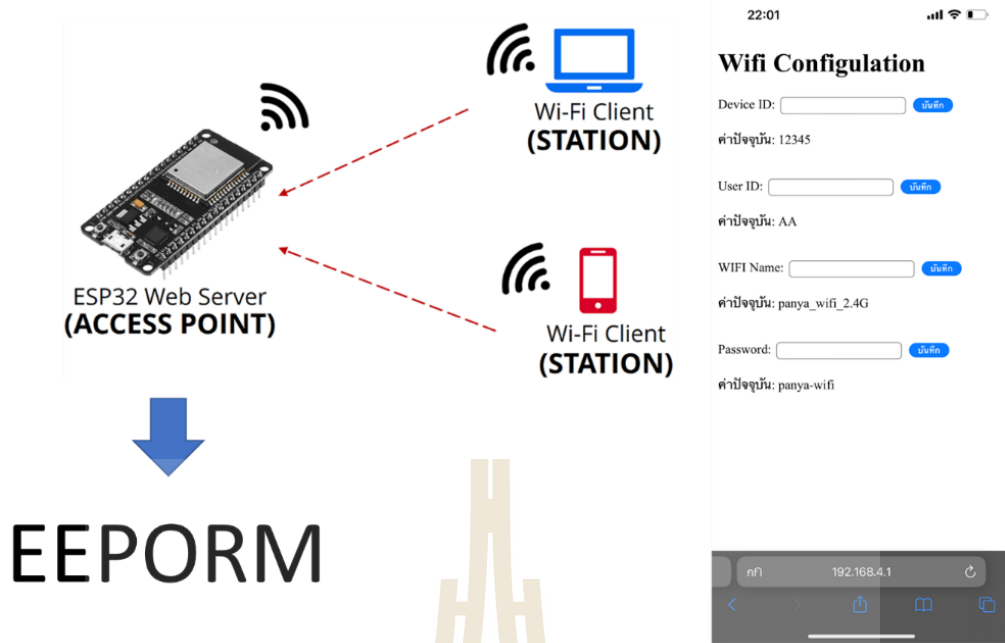 Wi-Fi Client
(STATION)
ESP32 Web Server
(ACCESS POINT)
Wi-Fi Client
(STATION)
EEPORM
22:01
Wifi Configulation
Device ID: บันทึก
ค่าปัจจุบัน: 12345
User ID: บันทึก
ค่าปัจจุบัน: AA
WIFI Name: บันทึก
ค่าปัจจุบัน: panya_wifi_2.4G
Password: บันทึก
ค่าปัจจุบัน: panya-wifi
กก 192.168.4.1